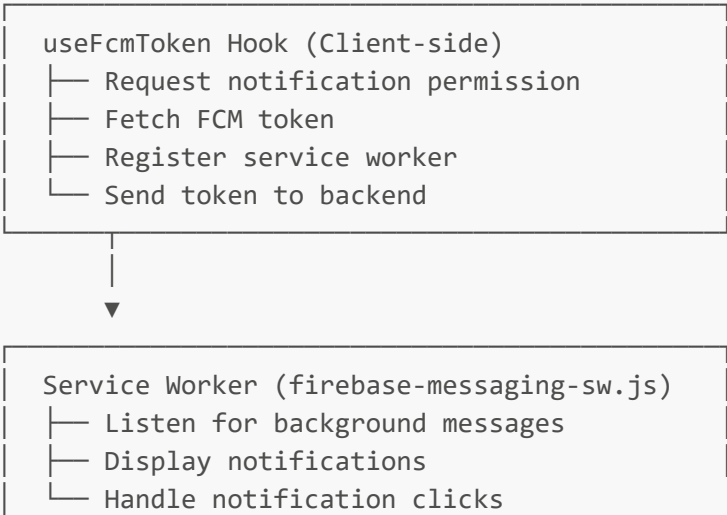 useFcmToken Hook (Client-side)
├── Request notification permission
├── Fetch FCM token
├── Register service worker
└── Send token to backend
Service Worker (firebase-messaging-sw.js)
├── Listen for background messages
├── Display notifications
└── Handle notification clicks